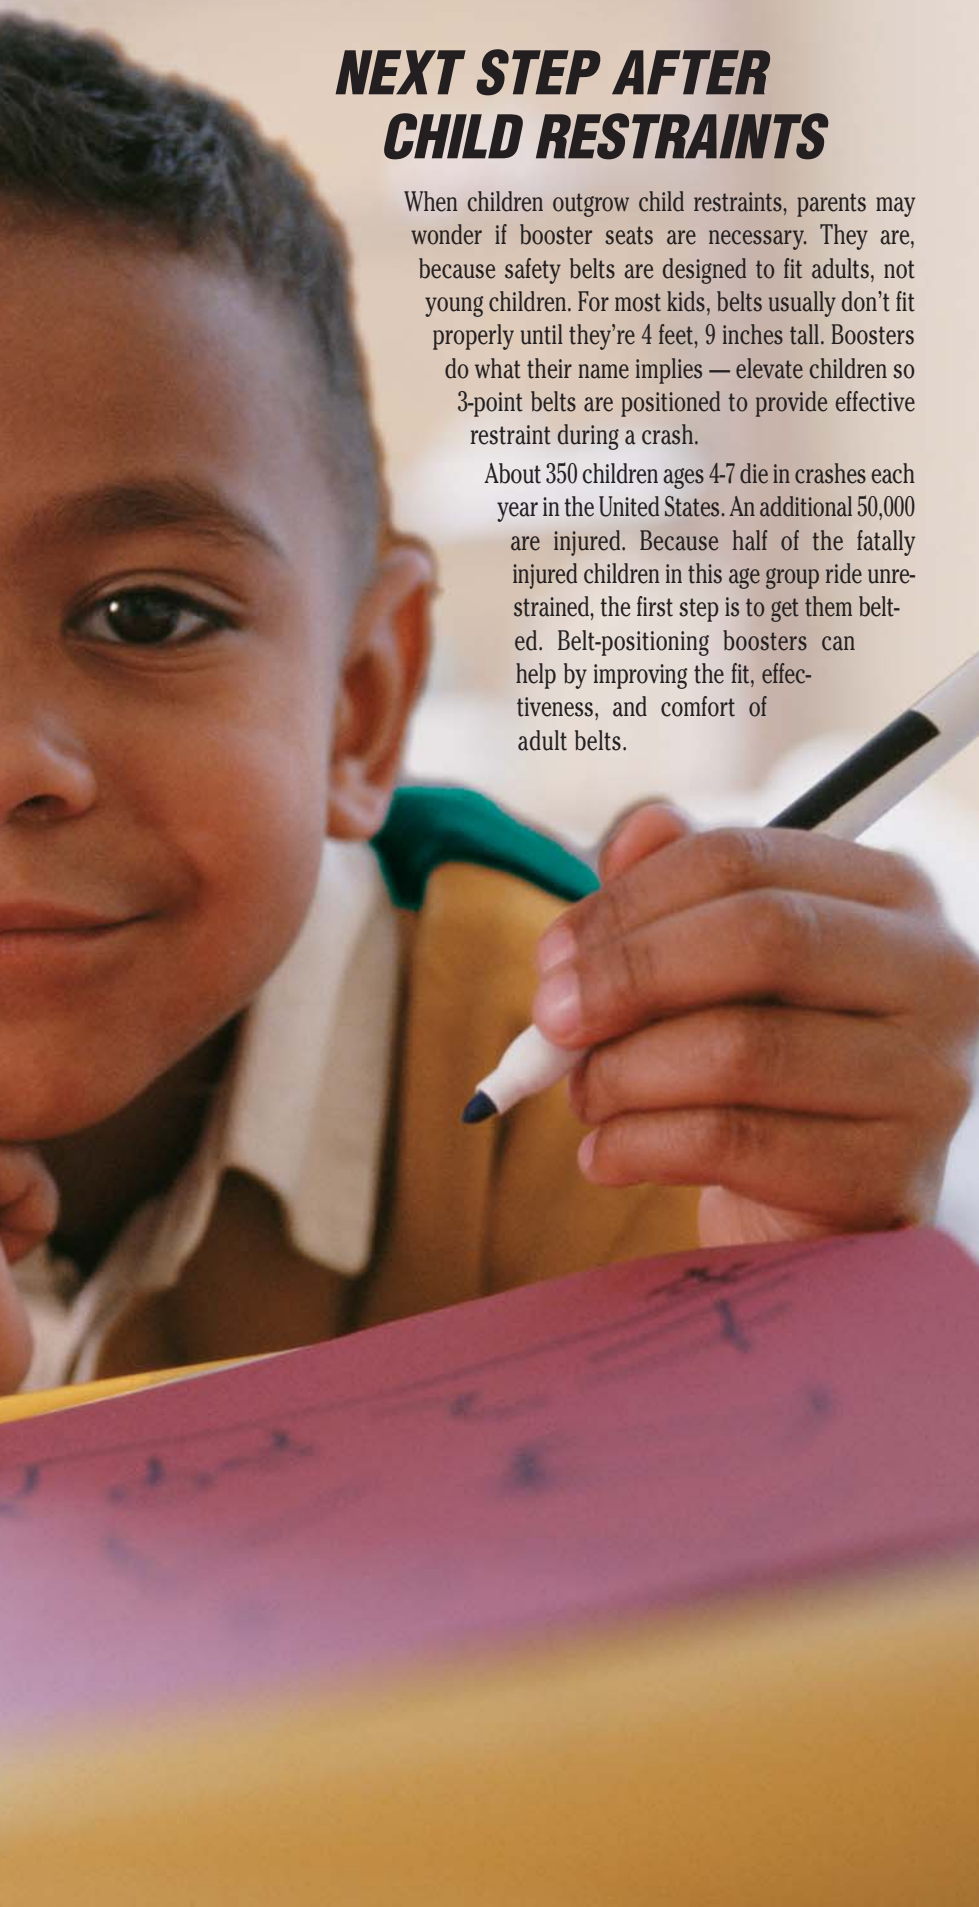 NEXT STEP AFTER
CHILD RESTRAINTS
When children outgrow child restraints, parents may
wonder if booster seats are necessary. They are,
because safety belts are designed to fit adults, not
young children. For most kids, belts usually don't fit
properly until they're 4 feet, 9 inches tall. Boosters
do what their name implies — elevate children so
3-point belts are positioned to provide effective
restraint during a crash.
About 350 children ages 4-7 die in crashes each
year in the United States. An additional 50,000
are injured. Because half of the fatally
injured children in this age group ride unre-
strained, the first step is to get them belt-
ed. Belt-positioning boosters can
help by improving the fit, effec-
tiveness, and comfort of
adult belts.